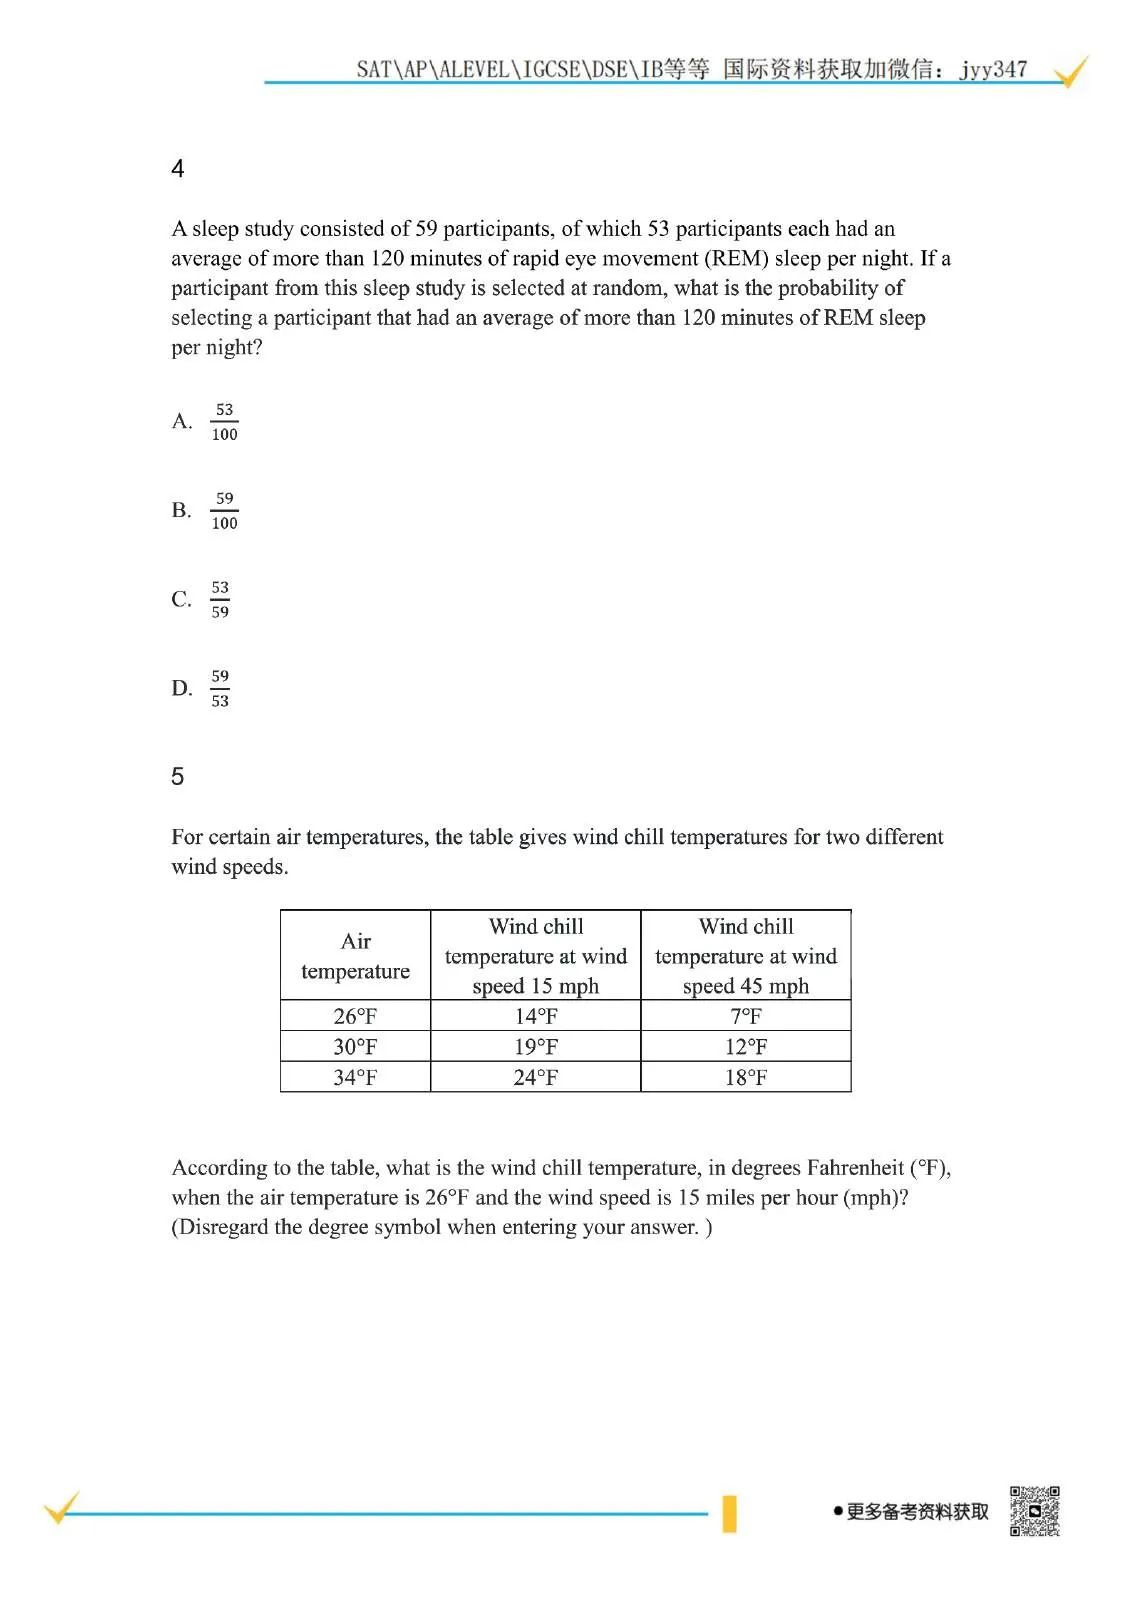 SAT\AP\ALEVEL\IGCSE\DSE\IB等等 国际资料获取加微信：jyy347
4
A sleep study consisted of 59 participants, of which 53 participants each had an
average of more than 120 minutes of rapid eye movement (REM) sleep per night. If a
participant from this sleep study is selected at random, what is the probability of
selecting a participant that had an average of more than 120 minutes of REM sleep
per night?
A. 53/100
B. 59/100
C. 53/59
D. 59/53
5
For certain air temperatures, the table gives wind chill temperatures for two different
wind speeds.
Air temperature | Wind chill temperature at wind speed 15 mph | Wind chill temperature at wind speed 45 mph
26°F | 14°F | 7°F
30°F | 19°F | 12°F
34°F | 24°F | 18°F
According to the table, what is the wind chill temperature, in degrees Fahrenheit (°F),
when the air temperature is 26°F and the wind speed is 15 miles per hour (mph)?
(Disregard the degree symbol when entering your answer. )
●更多备考资料获取